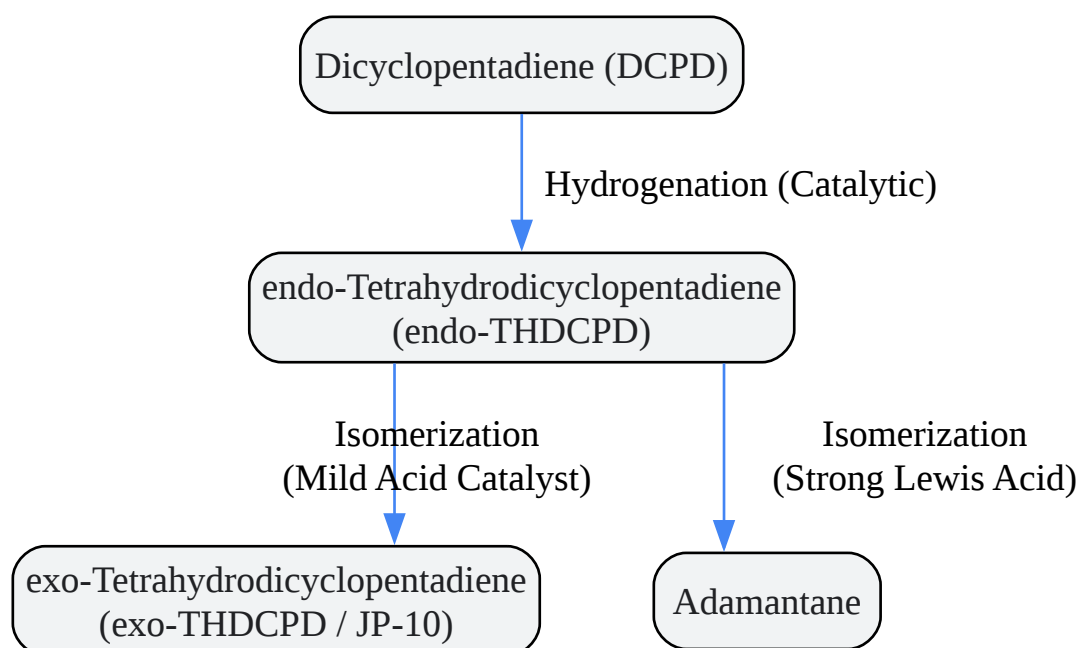 Dicyclopentadiene (DCPD)
Hydrogenation (Catalytic)
endo-Tetrahydrodicyclopentadiene
(endo-THDCPD)
Isomerization
(Mild Acid Catalyst)
Isomerization
(Strong Lewis Acid)
exo-Tetrahydrodicyclopentadiene
(exo-THDCPD / JP-10)
Adamantane